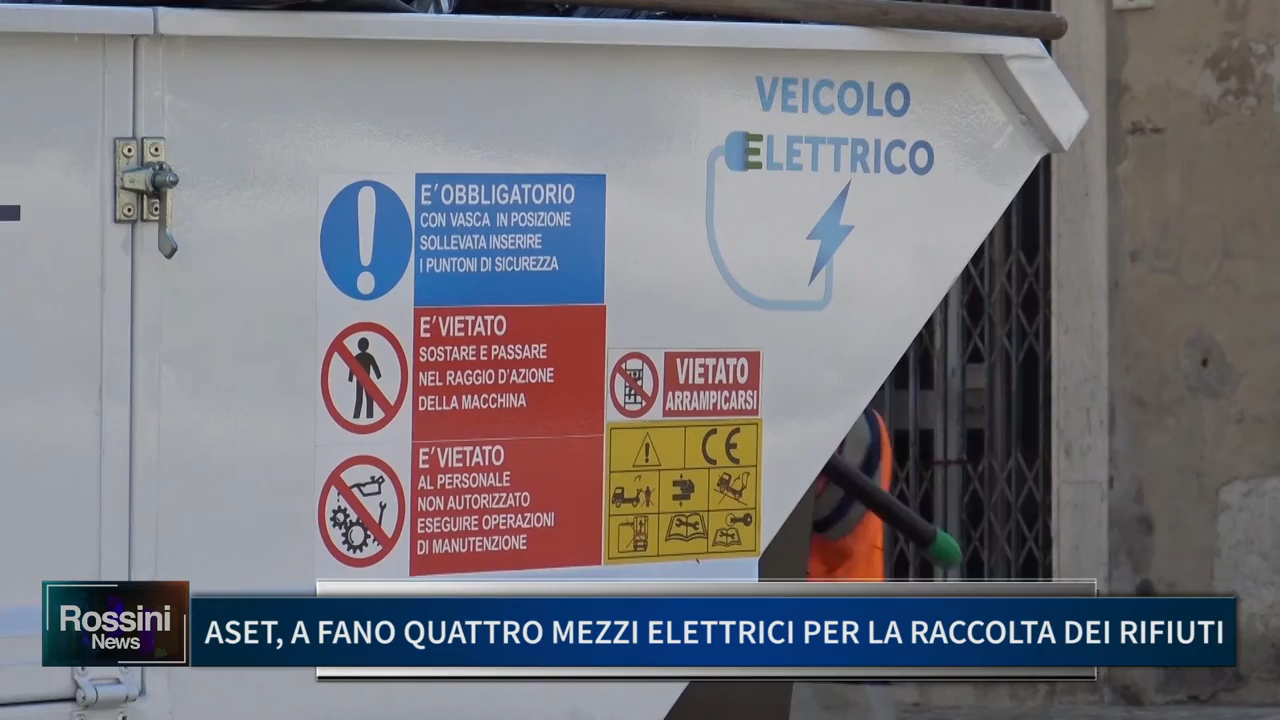 VEICOLO
ELETTRICO
E' OBBLIGATORIO
CON VASCA IN POSIZIONE
SOLLEVATA INSERIRE
I PUNTONI DI SICUREZZA
E' VIETATO
SOSTARE E PASSARE
NEL RAGGIO D'AZIONE
DELLA MACCHINA
VIETATO
ARRAMPICARSI
E' VIETATO
AL PERSONALE
NON AUTORIZZATO
ESEGUIRE OPERAZIONI
DI MANUTENZIONE
CE
Rossini
News
ASET, A FANO QUATTRO MEZZI ELETTRICI PER LA RACCOLTA DEI RIFIUTI